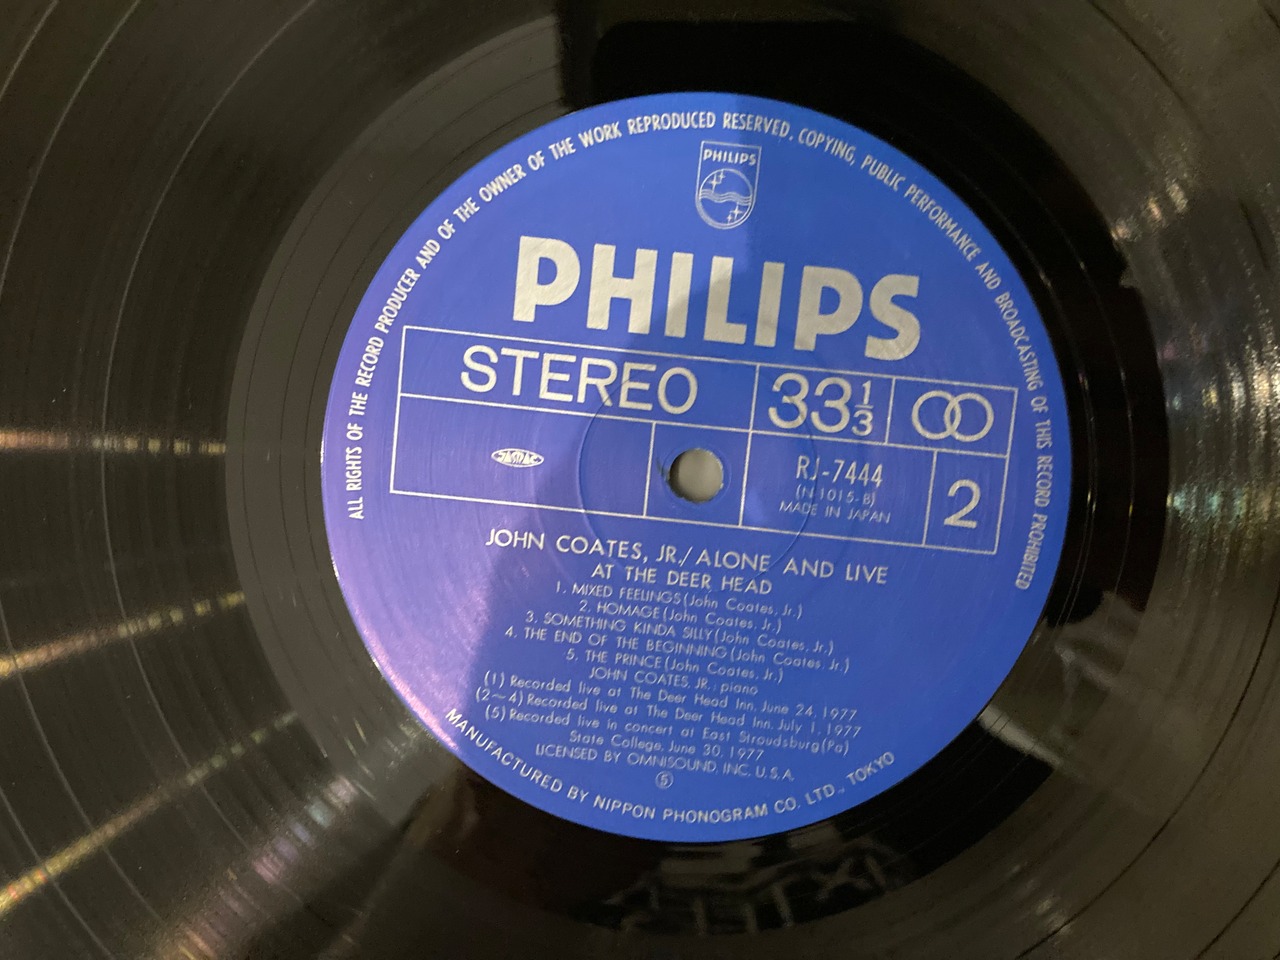 ALL RIGHTS OF THE RECORD PRODUCER AND OF THE OWNER OF THE WORK REPRODUCED RESERVED. COPYING, PUBLIC PERFORMANCE AND BROADCASTING OF THIS RECORD PROHIBITED
PHILIPS
PHILIPS
STEREO 33 1/3
JASRAC
RJ-7444
(N-1015-B)
MADE IN JAPAN
2
JOHN COATES, JR./ALONE AND LIVE
AT THE DEER HEAD
1. MIXED FEELINGS (John Coates, Jr.)
2. HOMAGE (John Coates, Jr.)
3. SOMETHING KINDA SILLY (John Coates, Jr.)
4. THE END OF THE BEGINNING (John Coates, Jr.)
5. THE PRINCE (John Coates, Jr.)
JOHN COATES, JR.: piano
(1) Recorded live at The Deer Head Inn, June 24, 1977
(2~4) Recorded live at The Deer Head Inn, July 1, 1977
(5) Recorded live in concert at East Stroudsburg (Pa)
State College, June 30, 1977
LICENSED BY OMNISOUND, INC. U.S.A.
⑤
MANUFACTURED BY NIPPON PHONOGRAM CO. LTD., TOKYO